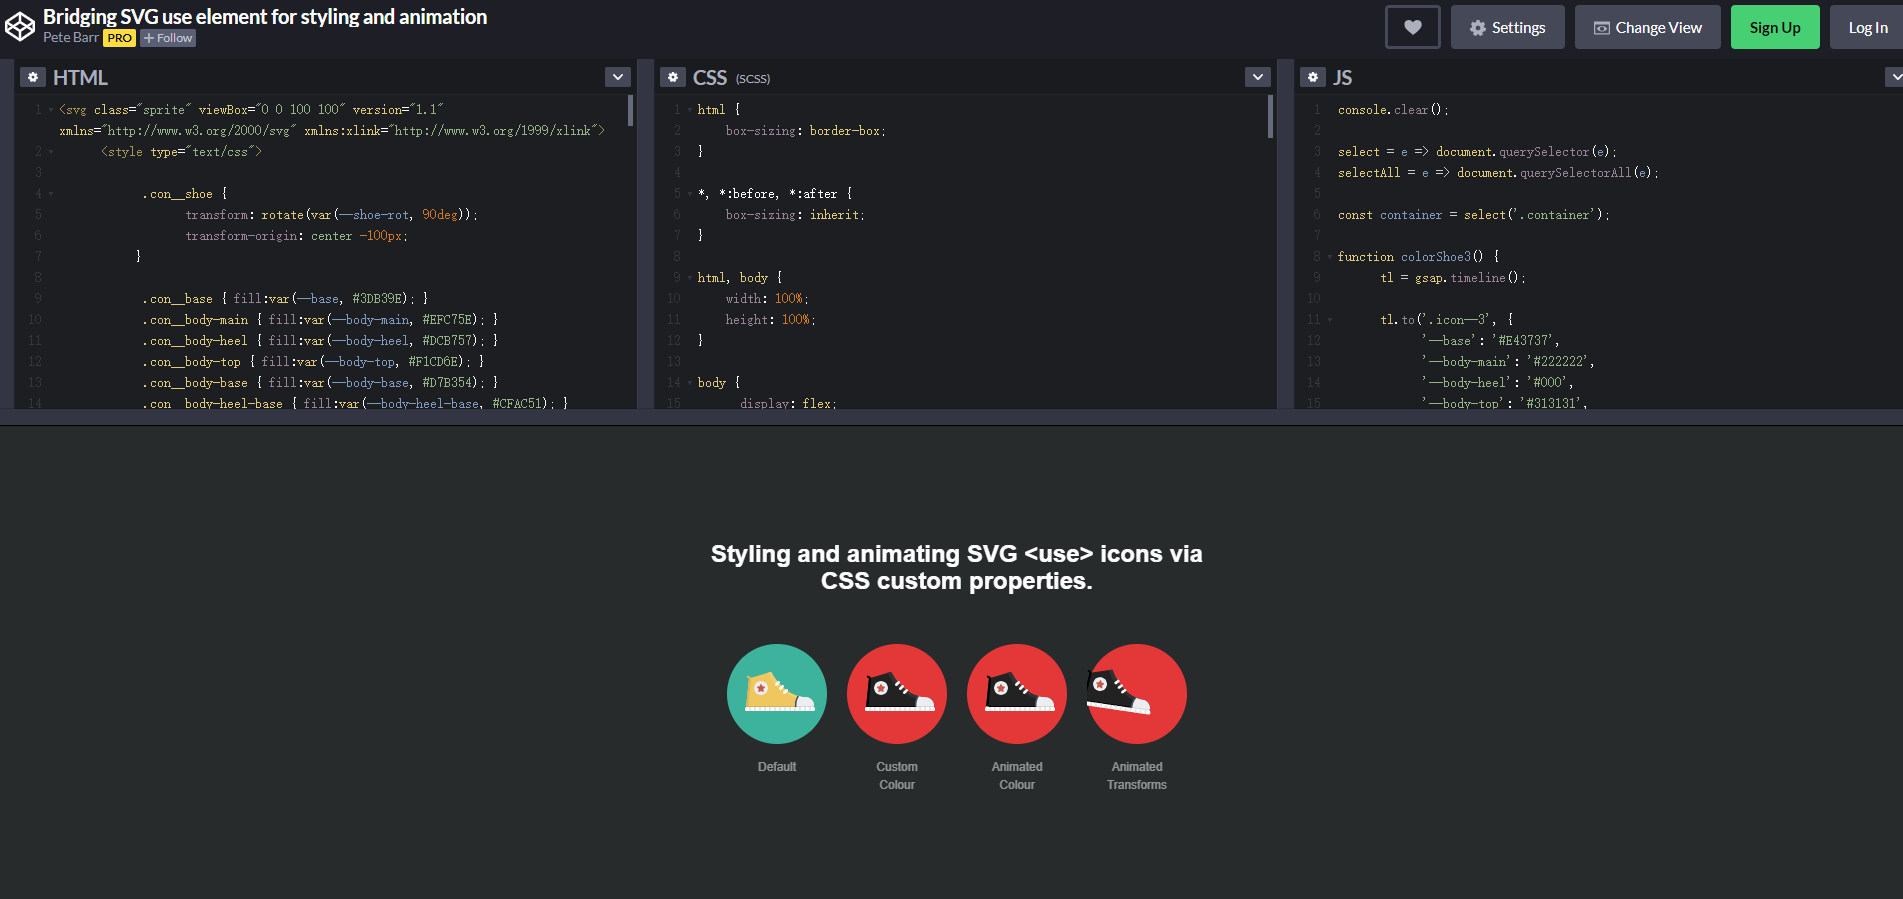 Bridging SVG use element for styling and animation
Pete Barr PRO + Follow
Settings
Change View
Sign Up
Log In
HTML
1 <svg class="sprite" viewBox="0 0 100 100" version="1.1"
xmlns="http://www.w3.org/2000/svg" xmlns:xlink="http://www.w3.org/1999/xlink">
2 <style type="text/css">
3
4 .con__shoe {
5 transform: rotate(var(--shoe-rot, 90deg));
6 transform-origin: center -100px;
7 }
8
9 .con__base { fill:var(--base, #3DB39E); }
10 .con__body-main { fill:var(--body-main, #EFC75E); }
11 .con__body-heel { fill:var(--body-heel, #DCB757); }
12 .con__body-top { fill:var(--body-top, #F1CD6E); }
13 .con__body-base { fill:var(--body-base, #D7B354); }
14 .con__body-heel-base { fill:var(--body-heel-base, #CFAC51); }
CSS (SCSS)
1 html {
2 box-sizing: border-box;
3 }
4
5 *, *:before, *:after {
6 box-sizing: inherit;
7 }
8
9 html, body {
10 width: 100%;
11 height: 100%;
12 }
13
14 body {
15 display: flex;
JS
1 console.clear();
2
3 select = e => document.querySelector(e);
4 selectAll = e => document.querySelectorAll(e);
5
6 const container = select('.container');
7
8 function colorShoe3() {
9 tl = gsap.timeline();
10
11 tl.to('.icon--3', {
12 '--base': '#E43737',
13 '--body-main': '#222222',
14 '--body-heel': '#000',
15 '--body-top': '#313131',
Styling and animating SVG <use> icons via
CSS custom properties.
Default
Custom
Colour
Animated
Colour
Animated
Transforms